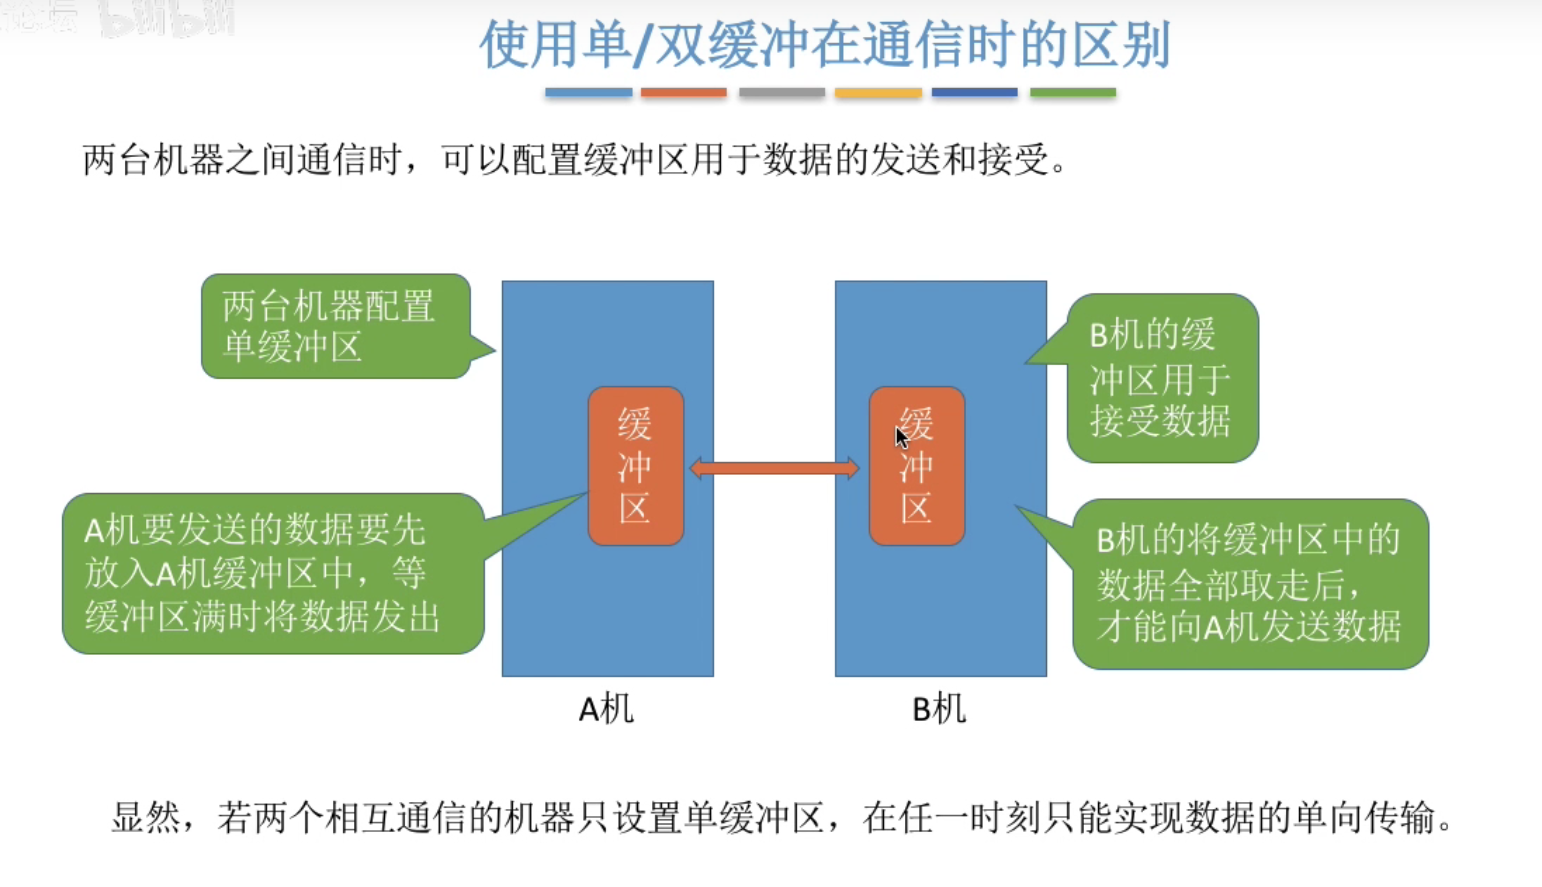 论坛 bilibili
使用单/双缓冲在通信时的区别
两台机器之间通信时，可以配置缓冲区用于数据的发送和接受。
两台机器配置
单缓冲区
A机要发送的数据要先
放入A机缓冲区中，等
缓冲区满时将数据发出
缓
冲
区
缓
冲
区
B机的缓
冲区用于
接受数据
B机的将缓冲区中的
数据全部取走后，
才能向A机发送数据
A机
B机
显然，若两个相互通信的机器只设置单缓冲区，在任一时刻只能实现数据的单向传输。